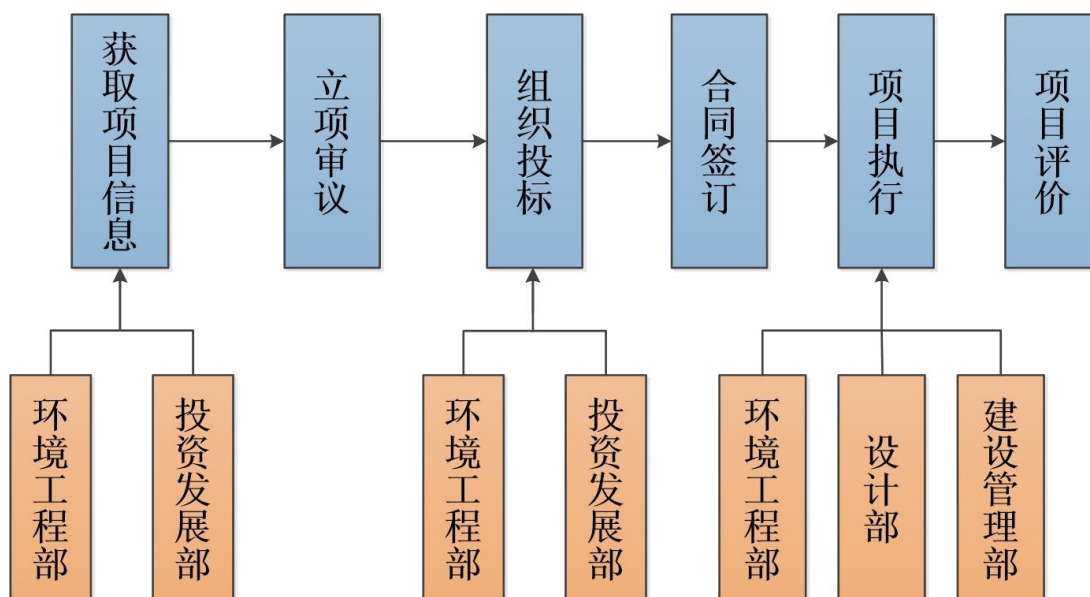 获取项目信息
立项审议
组织投标
合同签订
项目执行
项目评价
环境工程部
投资发展部
环境工程部
投资发展部
环境工程部
设计部
建设管理部